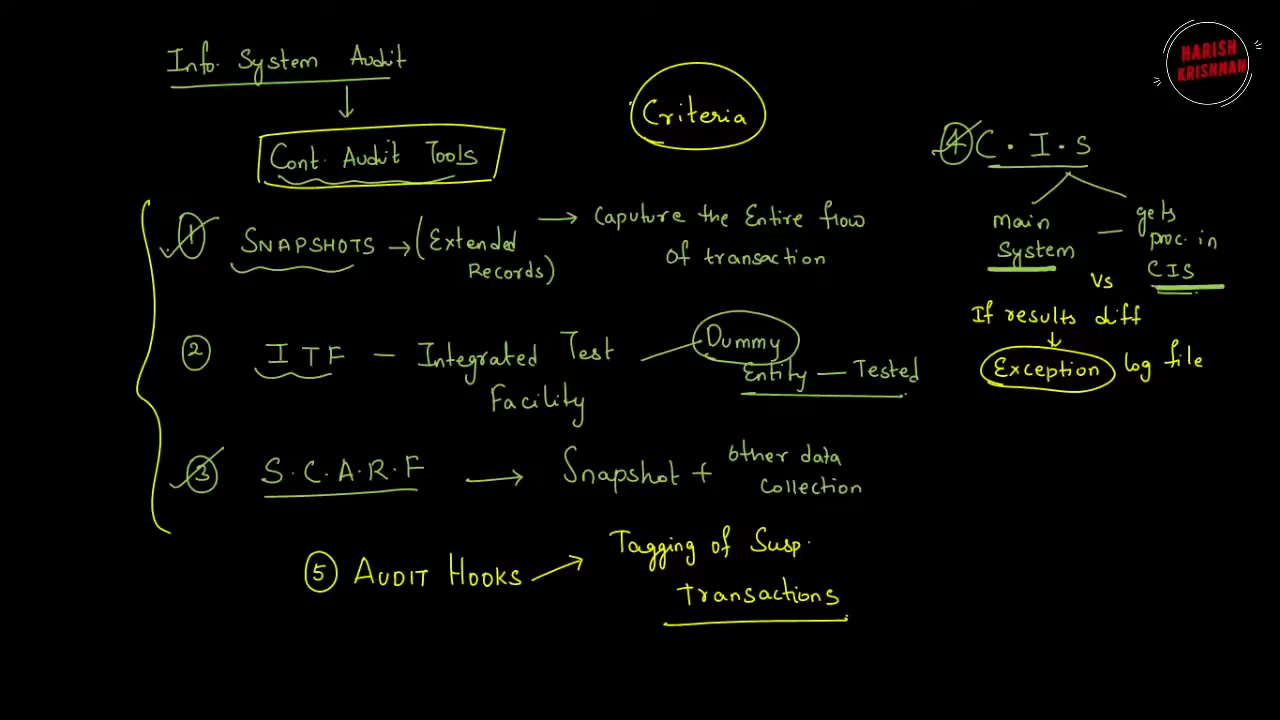 Info. System Audit
HARISH
KRISHNAN
Criteria
Cont. Audit Tools
1 SNAPSHOTS → (Extended
Records)
→ Caputure the Entire flow
of transaction
2 ITF – Integrated Test
Facility
Dummy
Entity — Tested
3 S.C.A.R.F → Snapshot + other data
collection
4 C.I.S
main
System
— gets
proc. in
CIS
Vs
If results diff
↓
Exception log file
5 AUDIT HOOKS → Tagging of Susp.
Transactions